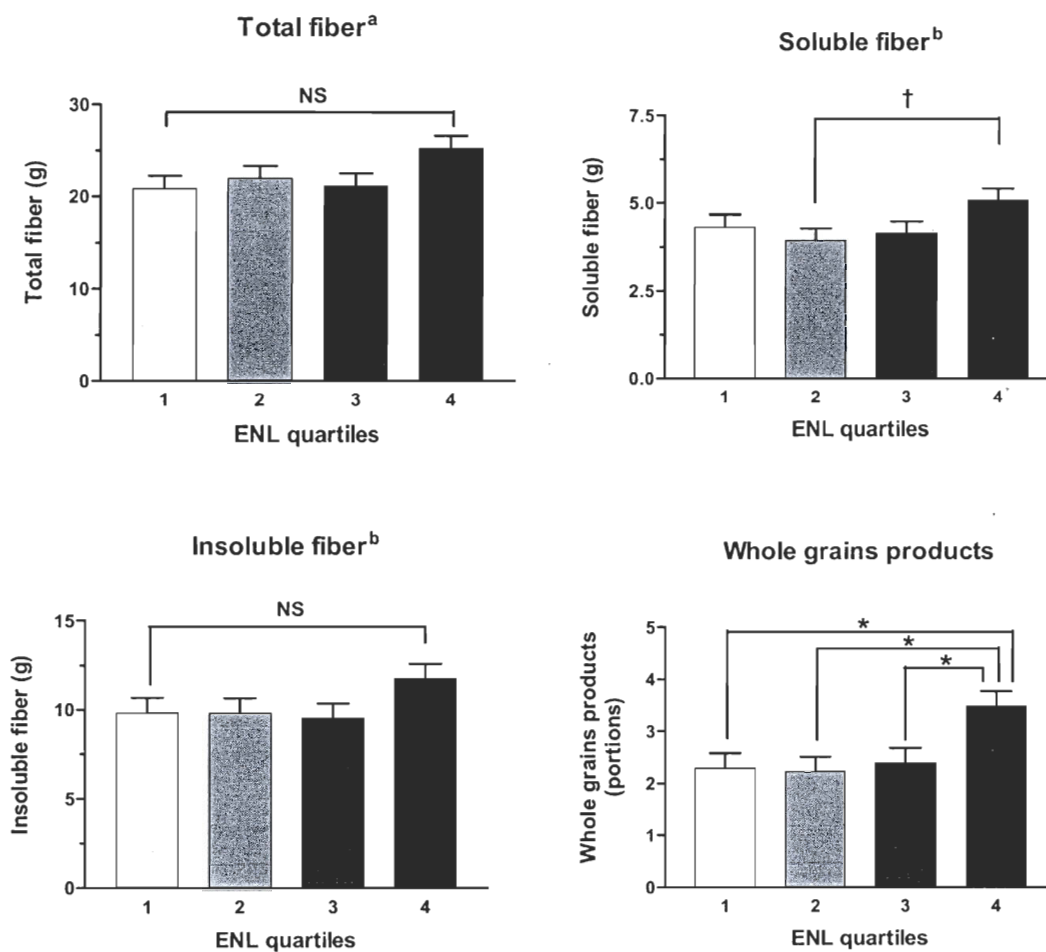 Total fiberᵃ
NS
30
20
10
0
Total fiber (g)
1 2 3 4
ENL quartiles
Soluble fiberᵇ
†
7.5
5.0
2.5
0.0
Soluble fiber (g)
1 2 3 4
ENL quartiles
Insoluble fiberᵇ
NS
15
10
5
0
Insoluble fiber (g)
1 2 3 4
ENL quartiles
Whole grains products
*
*
*
5
4
3
2
1
0
Whole grains products
(portions)
1 2 3 4
ENL quartiles